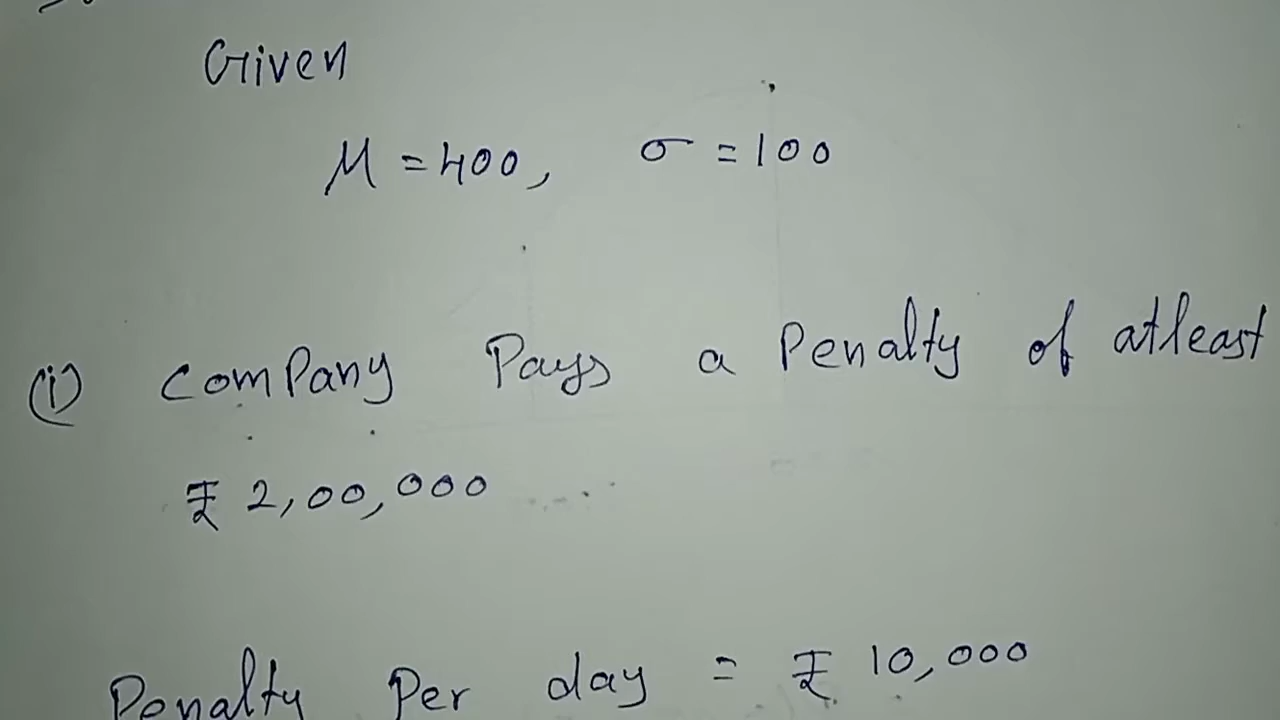 Given
μ = 400, σ = 100
(i) Company Pays a Penalty of atleast
₹ 2,00,000
Penalty Per day = ₹ 10,000